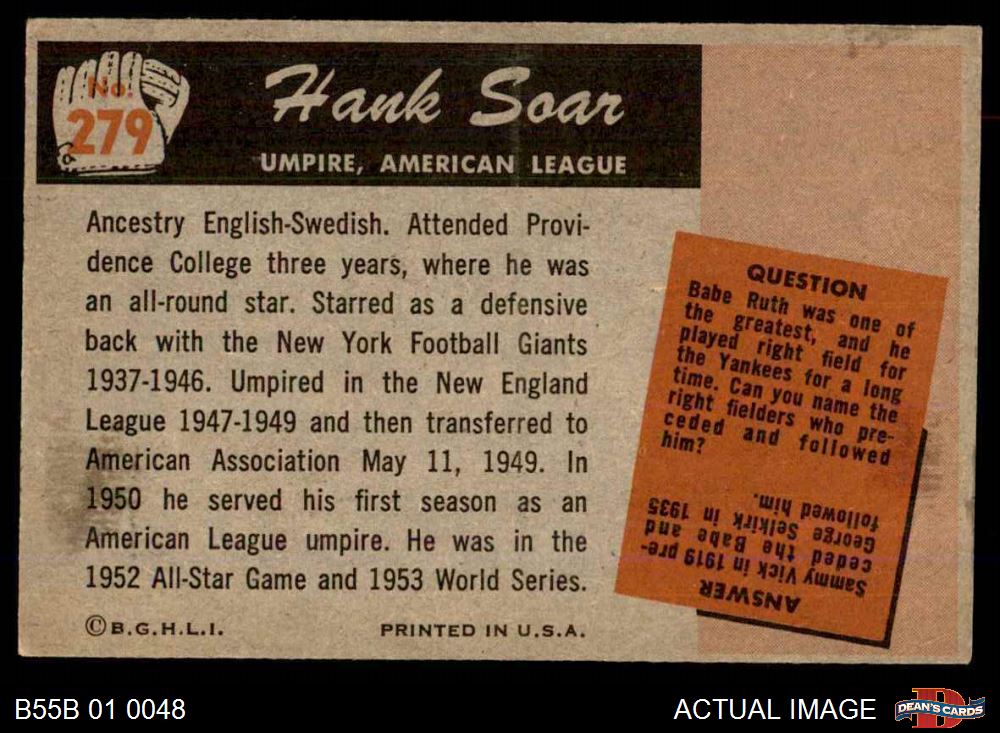 No.
279
Hank Soar
UMPIRE, AMERICAN LEAGUE
Ancestry English-Swedish. Attended Provi-
dence College three years, where he was
an all-round star. Starred as a defensive
back with the New York Football Giants
1937-1946. Umpired in the New England
League 1947-1949 and then transferred to
American Association May 11, 1949. In
1950 he served his first season as an
American League umpire. He was in the
1952 All-Star Game and 1953 World Series.
© B.G.H.L.I.
PRINTED IN U.S.A.
QUESTION
Babe Ruth was one of
the greatest, and he
played right field for
the Yankees for a long
time. Can you name the
right fielders who pre-
ceded and followed
him?
ANSWER
Sammy Vick in 1919 pre-
ceded the Babe and
George Selkirk in 1935
followed him.
B55B 01 0048
ACTUAL IMAGE
D
DEAN'S CARDS